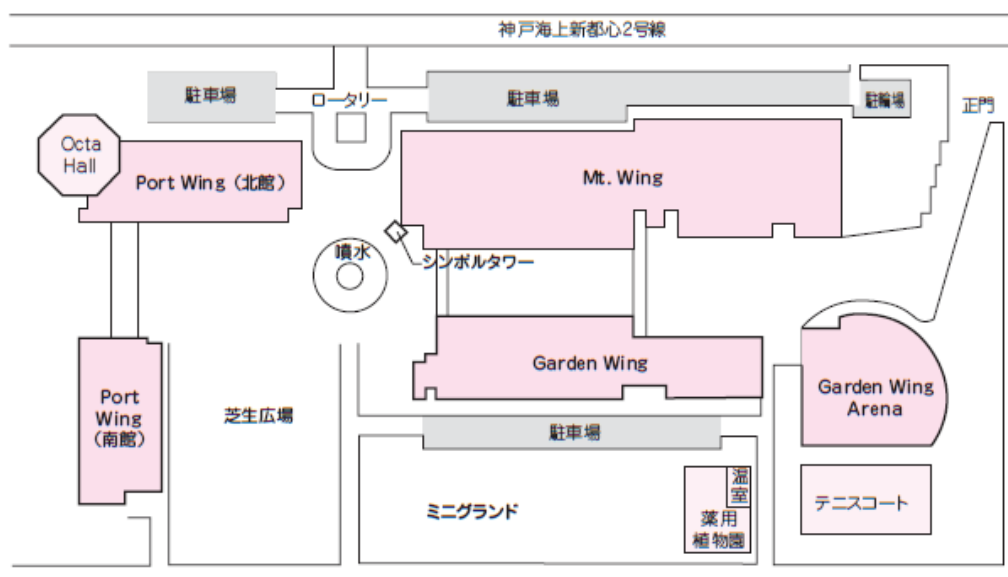 神戸海上新都心2号線
駐車場
ロータリー
駐車場
駐輪場
正門
Octa
Hall
Port Wing（北館）
Mt. Wing
噴水
シンボルタワー
Garden Wing
Garden Wing
Arena
Port
Wing
（南館）
芝生広場
駐車場
ミニグランド
温
室
薬用
植物園
テニスコート